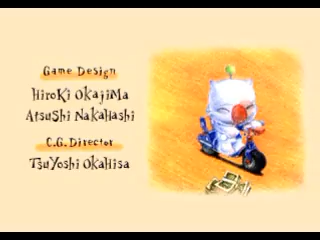 Game Design
HiroKi OkajiMa
AtsuShi NaKaHashi
C.G. Director
TsuYoshi OkaHisa